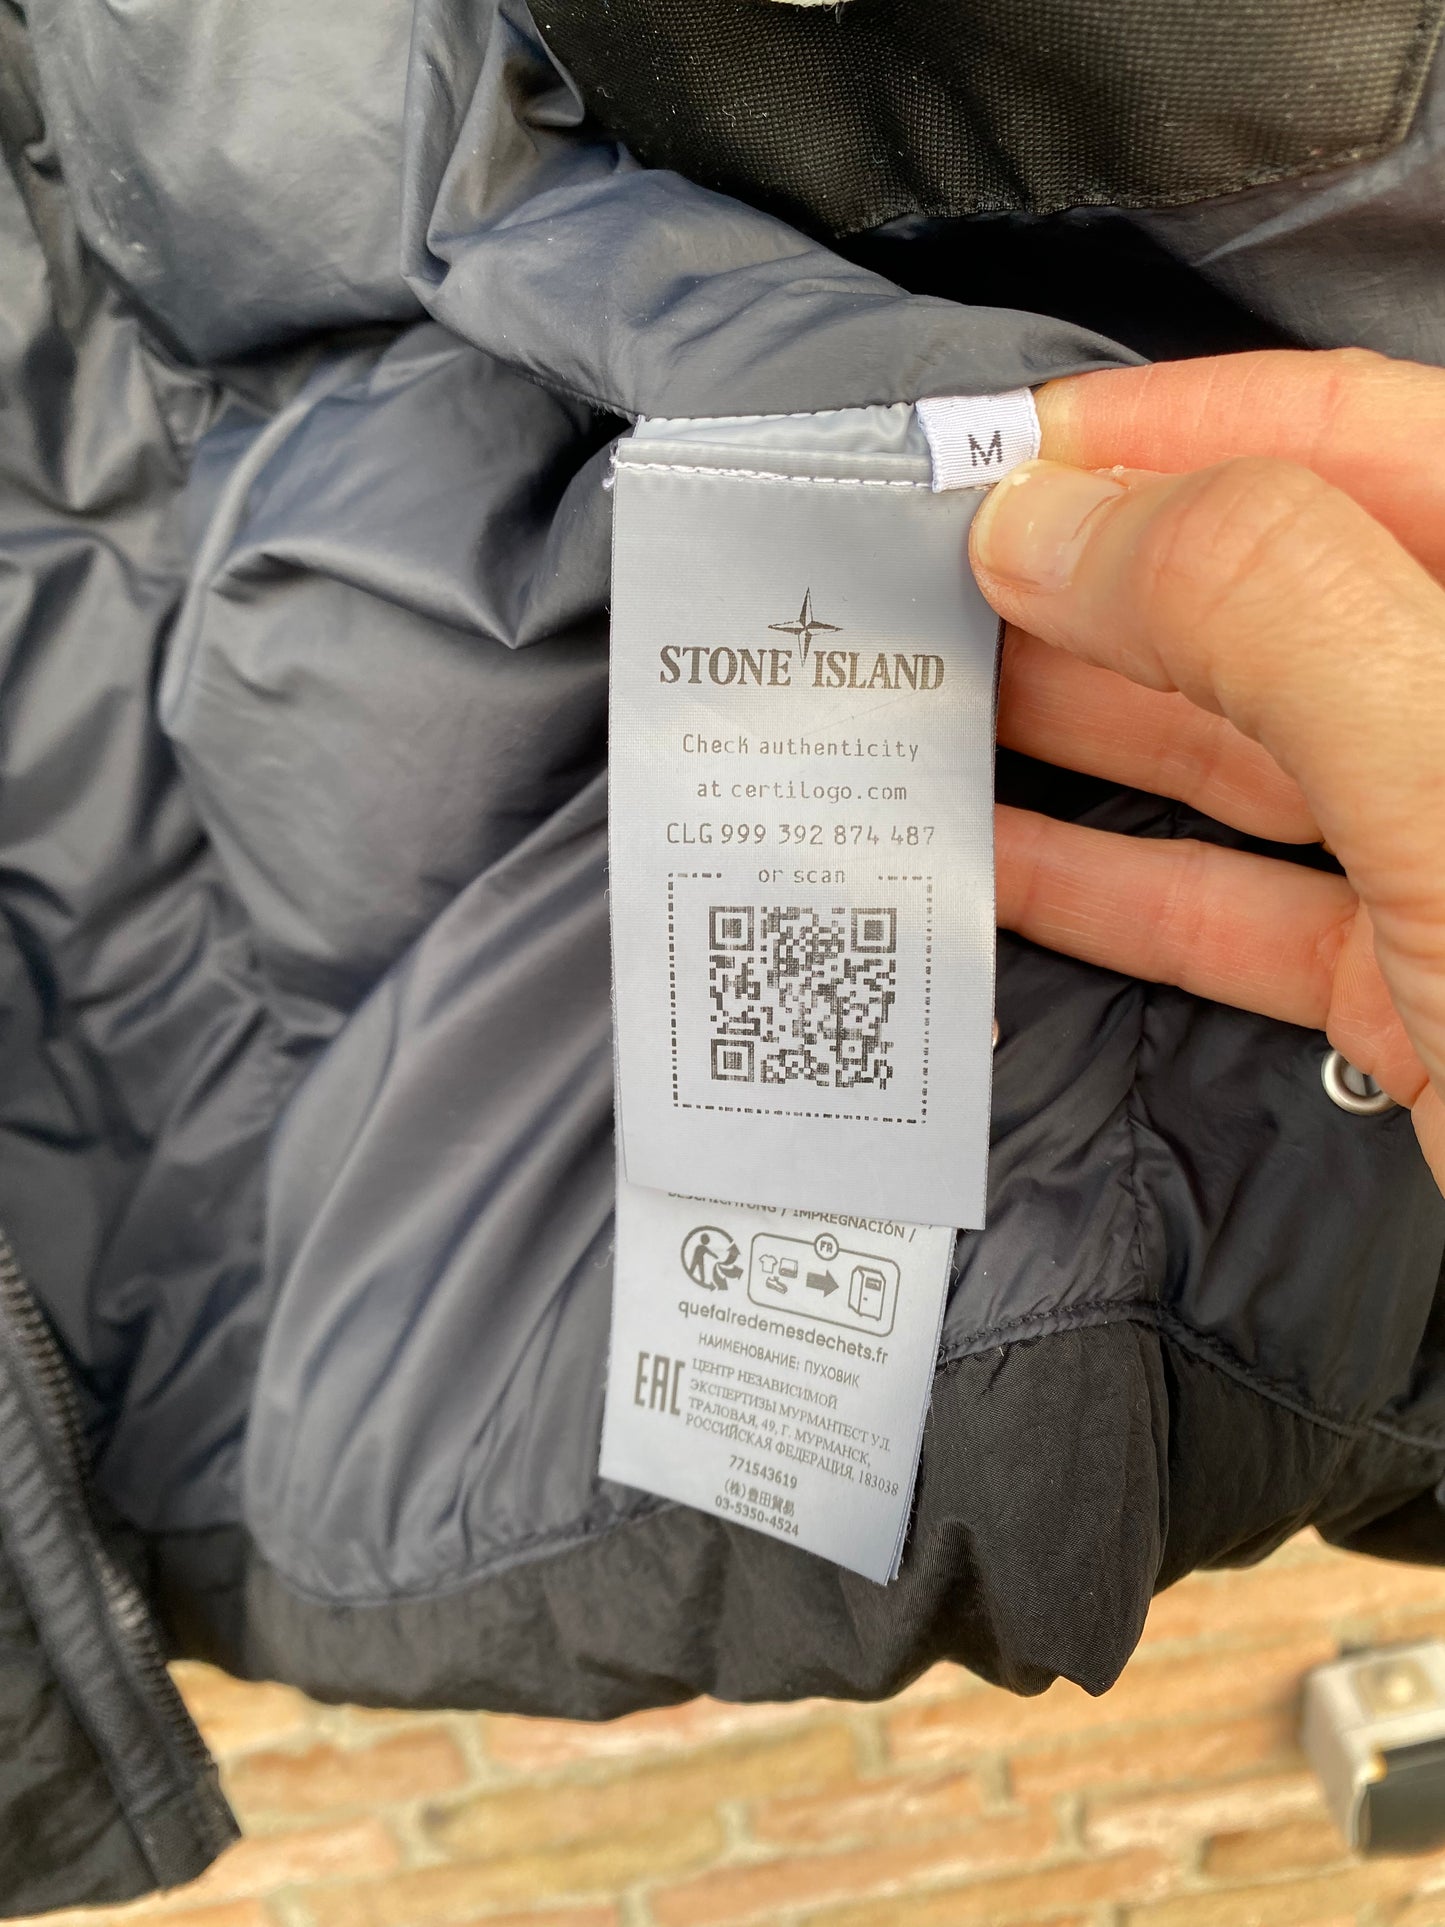 M
STONE ISLAND
Check authenticity
at certilogo.com
CLG 999 392 874 487
or scan
BESCHICHTUNG / IMPREGNACIÓN /
FR
quefairedemesdechets.fr
НАИМЕНОВАНИЕ: ПУХОВИК
EAC
ЦЕНТР НЕЗАВИСИМОЙ
ЭКСПЕРТИЗЫ МУРМАНТЕСТ УЛ.
ТРАЛОВАЯ, 49, Г. МУРМАНСК,
РОССИЙСКАЯ ФЕДЕРАЦИЯ, 183038
771543619
(株)豊田貿易
03-5350-4524